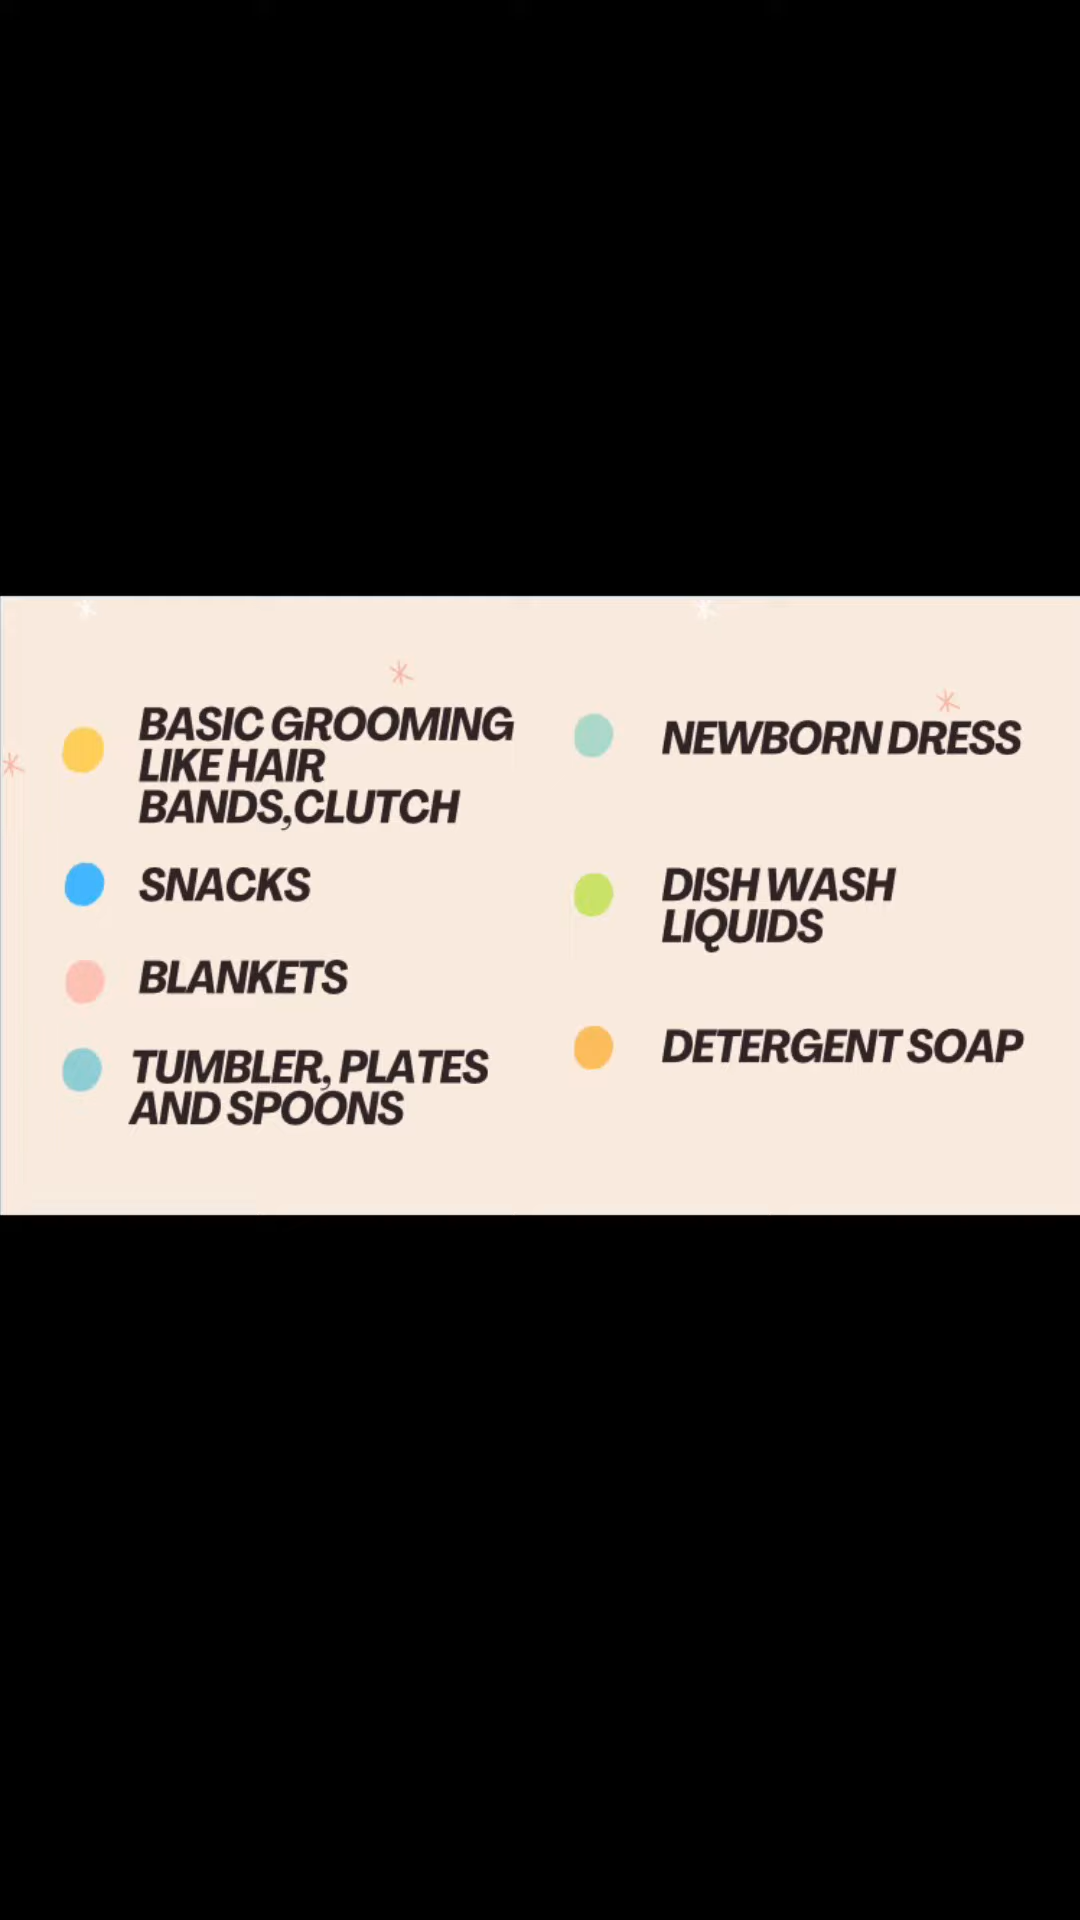 BASIC GROOMING
LIKE HAIR
BANDS,CLUTCH
SNACKS
BLANKETS
TUMBLER, PLATES
AND SPOONS
NEWBORN DRESS
DISH WASH
LIQUIDS
DETERGENT SOAP